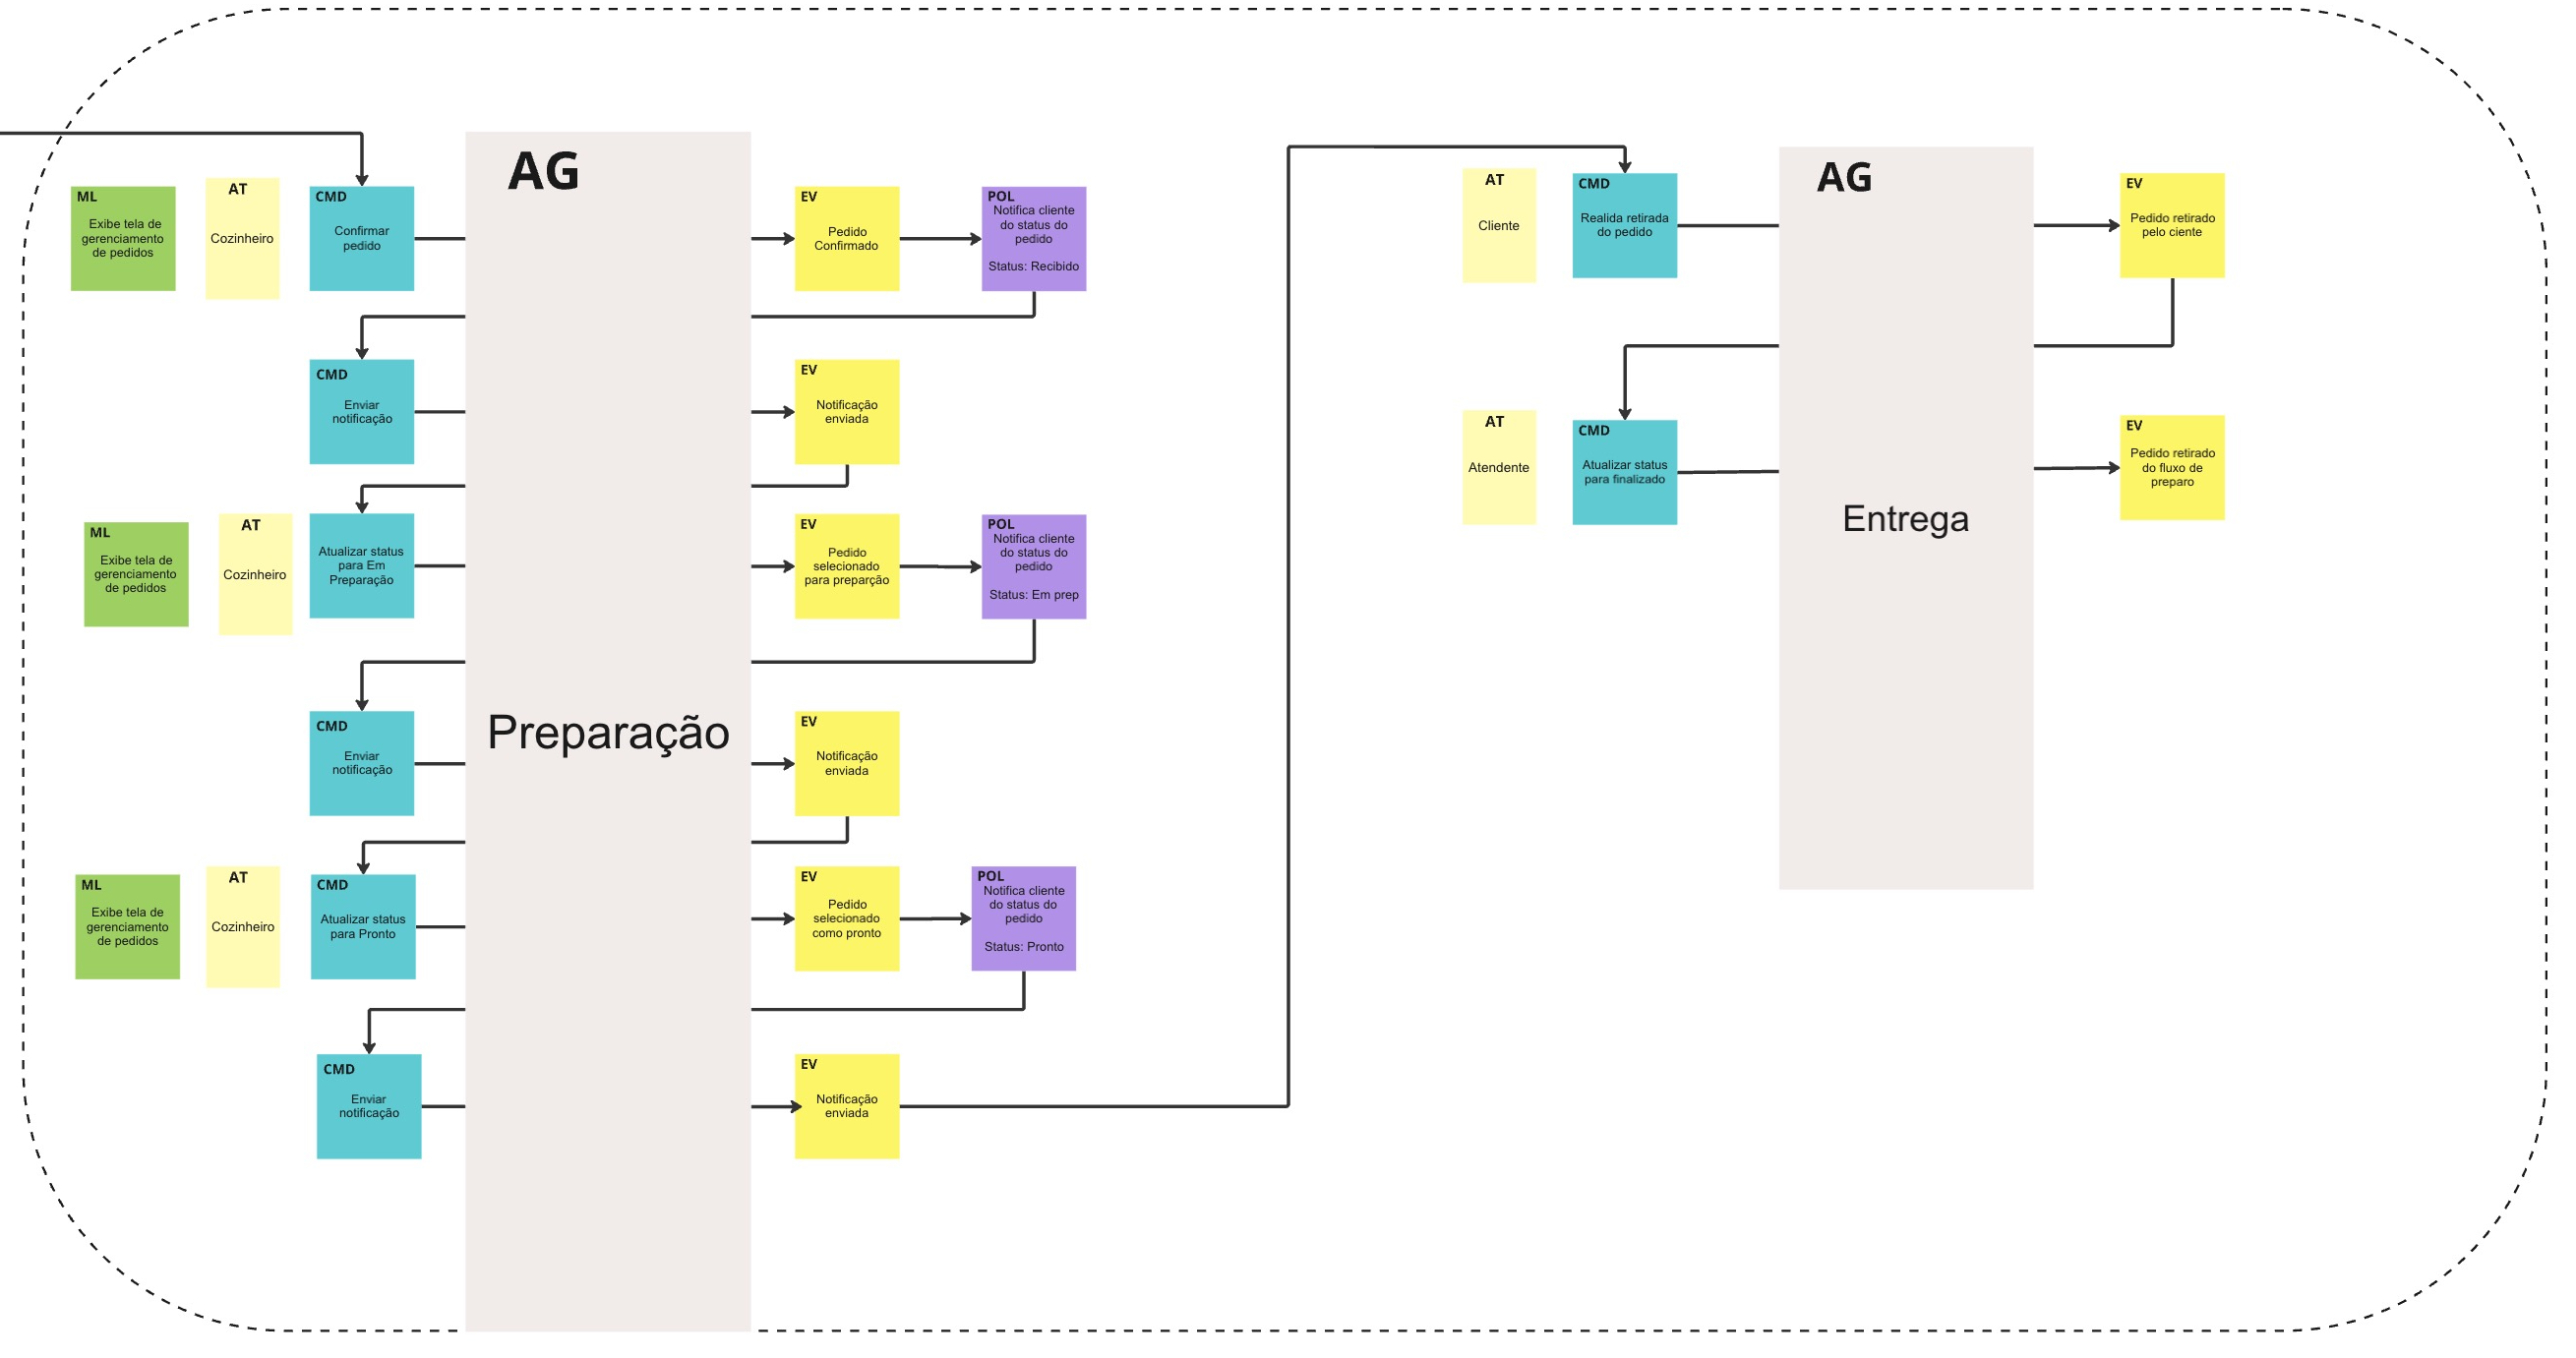 AG
ML
Exibe tela de
gerenciamento
de pedidos
AT
Cozinheiro
CMD
Confirmar
pedido
EV
Pedido
Confirmado
POL
Notifica cliente
do status do
pedido
Status: Recibido
CMD
Enviar
notificação
EV
Notificação
enviada
ML
Exibe tela de
gerenciamento
de pedidos
AT
Cozinheiro
CMD
Atualizar status
para Em
Preparação
EV
Pedido
selecionado
para preparção
POL
Notifica cliente
do status do
pedido
Status: Em prep
Preparação
CMD
Enviar
notificação
EV
Notificação
enviada
ML
Exibe tela de
gerenciamento
de pedidos
AT
Cozinheiro
CMD
Atualizar status
para Pronto
EV
Pedido
selecionado
como pronto
POL
Notifica cliente
do status do
pedido
Status: Pronto
CMD
Enviar
notificação
EV
Notificação
enviada
AT
Cliente
CMD
Realida retirada
do pedido
AG
EV
Pedido retirado
pelo ciente
AT
Atendente
CMD
Atualizar status
para finalizado
EV
Pedido retirado
do fluxo de
preparo
Entrega